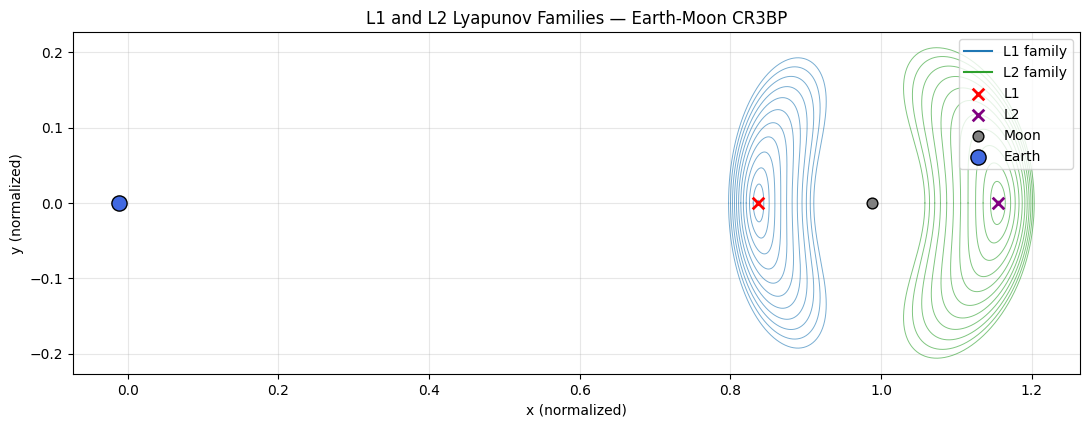 L1 and L2 Lyapunov Families — Earth-Moon CR3BP
L1 family
L2 family
L1
L2
Moon
Earth
y (normalized)
0.2
0.1
0.0
−0.1
−0.2
0.0
0.2
0.4
0.6
0.8
1.0
1.2
x (normalized)